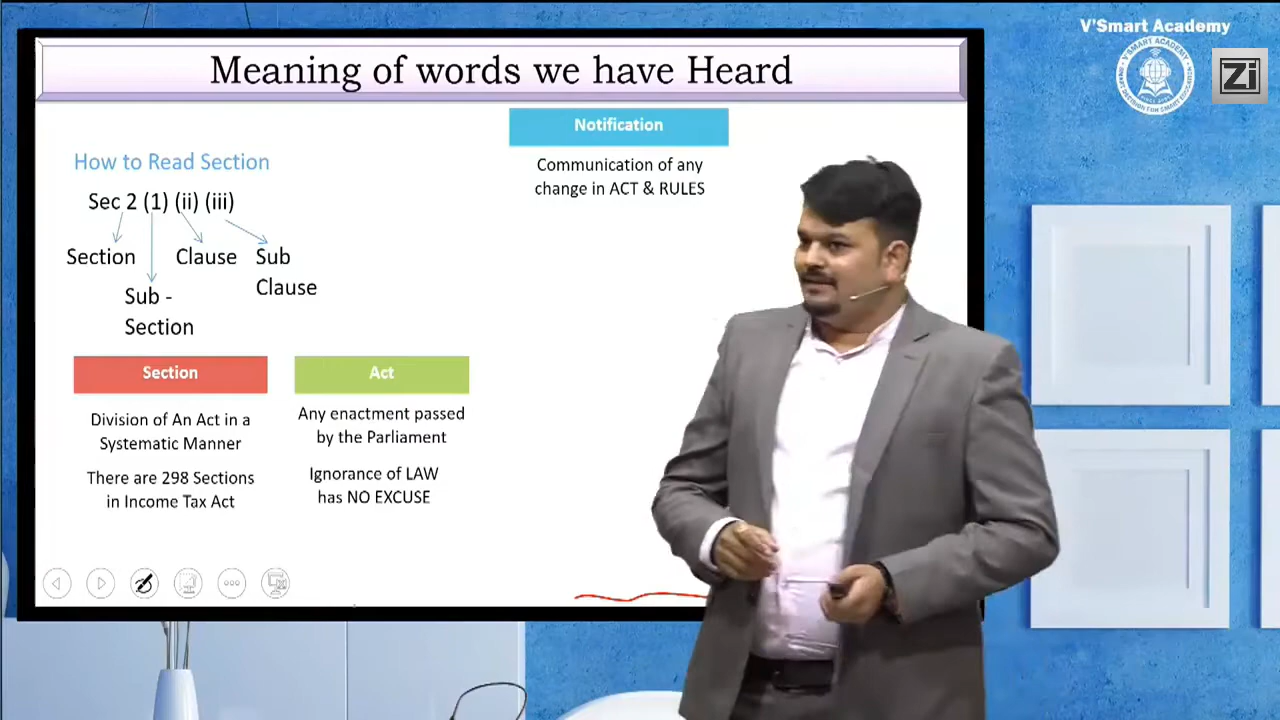 V'Smart Academy
Zi
Meaning of words we have Heard
Notification
Communication of any
change in ACT & RULES
How to Read Section
Sec 2 (1) (ii) (iii)
Section
Clause
Sub
Clause
Sub -
Section
Section
Division of An Act in a
Systematic Manner
There are 298 Sections
in Income Tax Act
Act
Any enactment passed
by the Parliament
Ignorance of LAW
has NO EXCUSE